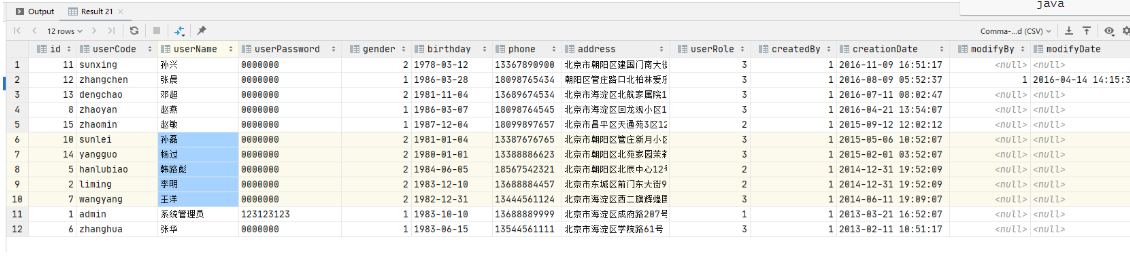 java
Output Result 21
12 rows Comma-...d (CSV)
id userCode userName userPassword gender birthday phone address userRole createdBy creationDate modifyBy modifyDate
1 11 sunxing 孙兴 0000000 2 1978-03-12 13367890900 北京市朝阳区建国门南大街 3 1 2016-11-09 16:51:17 <null> <null>
2 12 zhangchen 张晨 0000000 1 1986-03-28 18098765434 朝阳区管庄路口北柏林爱乐 3 1 2016-08-09 05:52:37 1 2016-04-14 14:15:3
3 13 dengchao 邓超 0000000 2 1981-11-04 13689674534 北京市海淀区北航家属院1 3 1 2016-07-11 08:02:47 <null> <null>
4 8 zhaoyan 赵燕 0000000 1 1986-03-07 18098764545 北京市海淀区回龙观小区1 3 1 2016-04-21 13:54:07 <null> <null>
5 15 zhaomin 赵敏 0000000 1 1987-12-04 18099897657 北京市昌平区天通苑3区12 2 1 2015-09-12 12:02:12 <null> <null>
6 10 sunlei 孙磊 0000000 2 1981-01-04 13387676765 北京市朝阳区管庄新月小区 3 1 2015-05-06 10:52:07 <null> <null>
7 14 yangguo 杨过 0000000 2 1980-01-01 13388886623 北京市朝阳区北苑家园茉莉 3 1 2015-02-01 03:52:07 <null> <null>
8 5 hanlubiao 韩路彪 0000000 2 1984-06-05 18567542321 北京市朝阳区北辰中心12号 2 1 2014-12-31 19:52:09 <null> <null>
9 2 liming 李明 0000000 2 1983-12-10 13688884457 北京市东城区前门东大街9 2 1 2014-12-31 19:52:09 <null> <null>
10 7 wangyang 王洋 0000000 2 1982-12-31 13444561124 北京市海淀区西二旗辉煌国 3 1 2014-06-11 19:09:07 <null> <null>
11 1 admin 系统管理员 123123123 1 1983-10-10 13688889999 北京市海淀区成府路207号 1 1 2013-03-21 16:52:07 <null> <null>
12 6 zhanghua 张华 0000000 1 1983-06-15 13544561111 北京市海淀区学院路61号 3 1 2013-02-11 10:51:17 <null> <null>